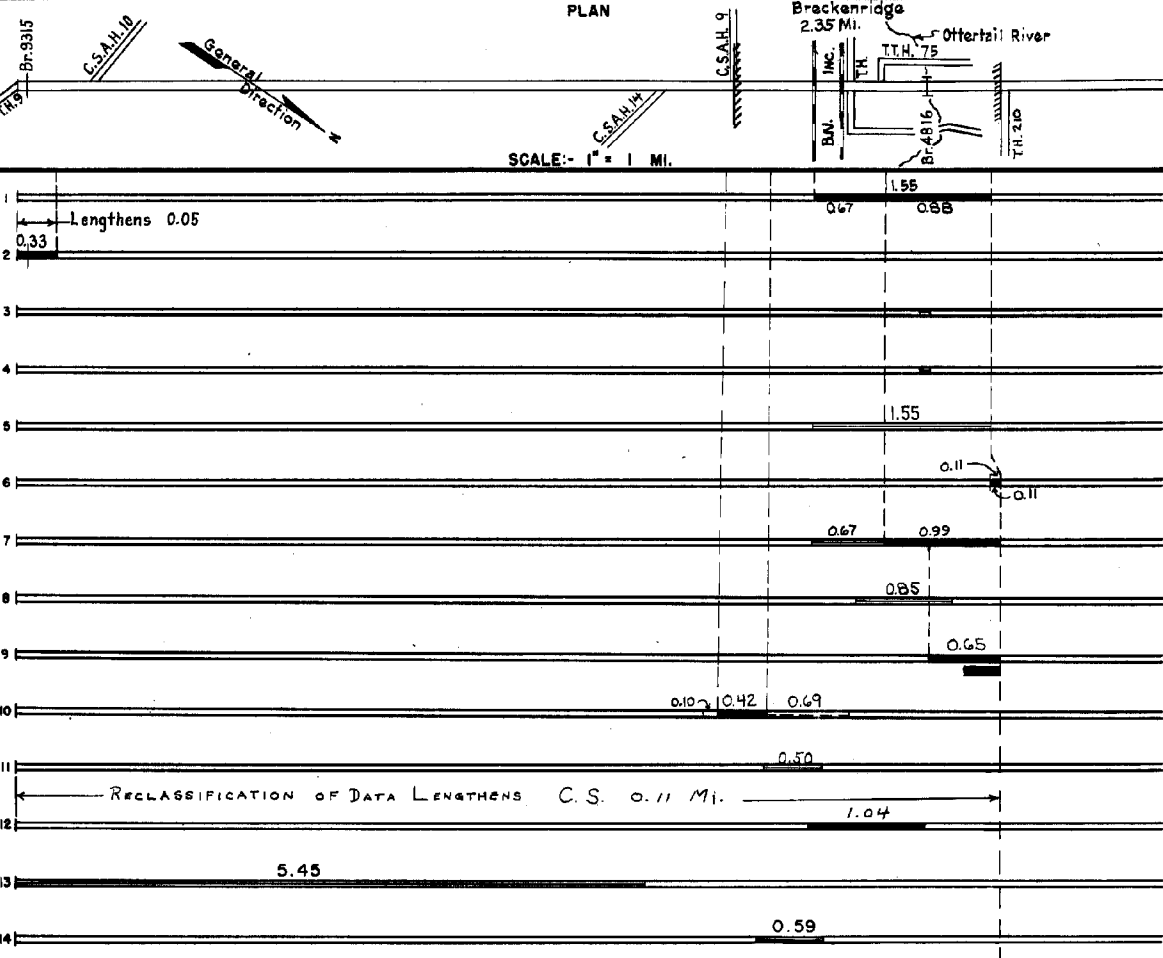 PLAN
Br. 9315
C.S.A.H. 10
T.H. 9
General Direction
N
C.S.A.H. 14
C.S.A.H. 9
Breckenridge
2.35 Mi.
B.N. INC.
T.H.
T.T.H. 75
Ottertail River
Br. 4816
T.H. 210
SCALE:- 1" = 1 MI.
1 1.55
0.67 0.88
Lengthens 0.05
0.33
2
3
4
5 1.55
6 0.11
0.11
7 0.67 0.99
8 0.85
9 0.65
10 0.10 0.42 0.69
11 0.50
RECLASSIFICATION OF DATA LENGTHENS C.S. 0.11 Mi.
12 1.04
13 5.45
14 0.59